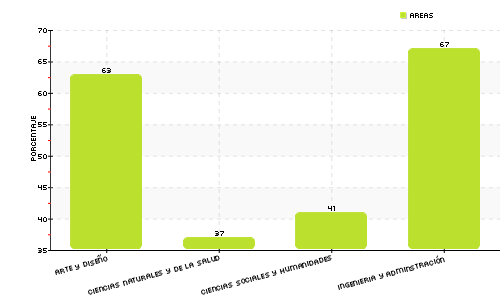 AREAS
PORCENTAJE
70
65
60
55
50
45
40
35
63
37
41
67
ARTE y DISEÑO
CIENCIAS NATURALES y DE LA SALUD
CIENCIAS SOCIALES y HUMANIDADES
INGENIERIA y ADMINSTRACIÓN